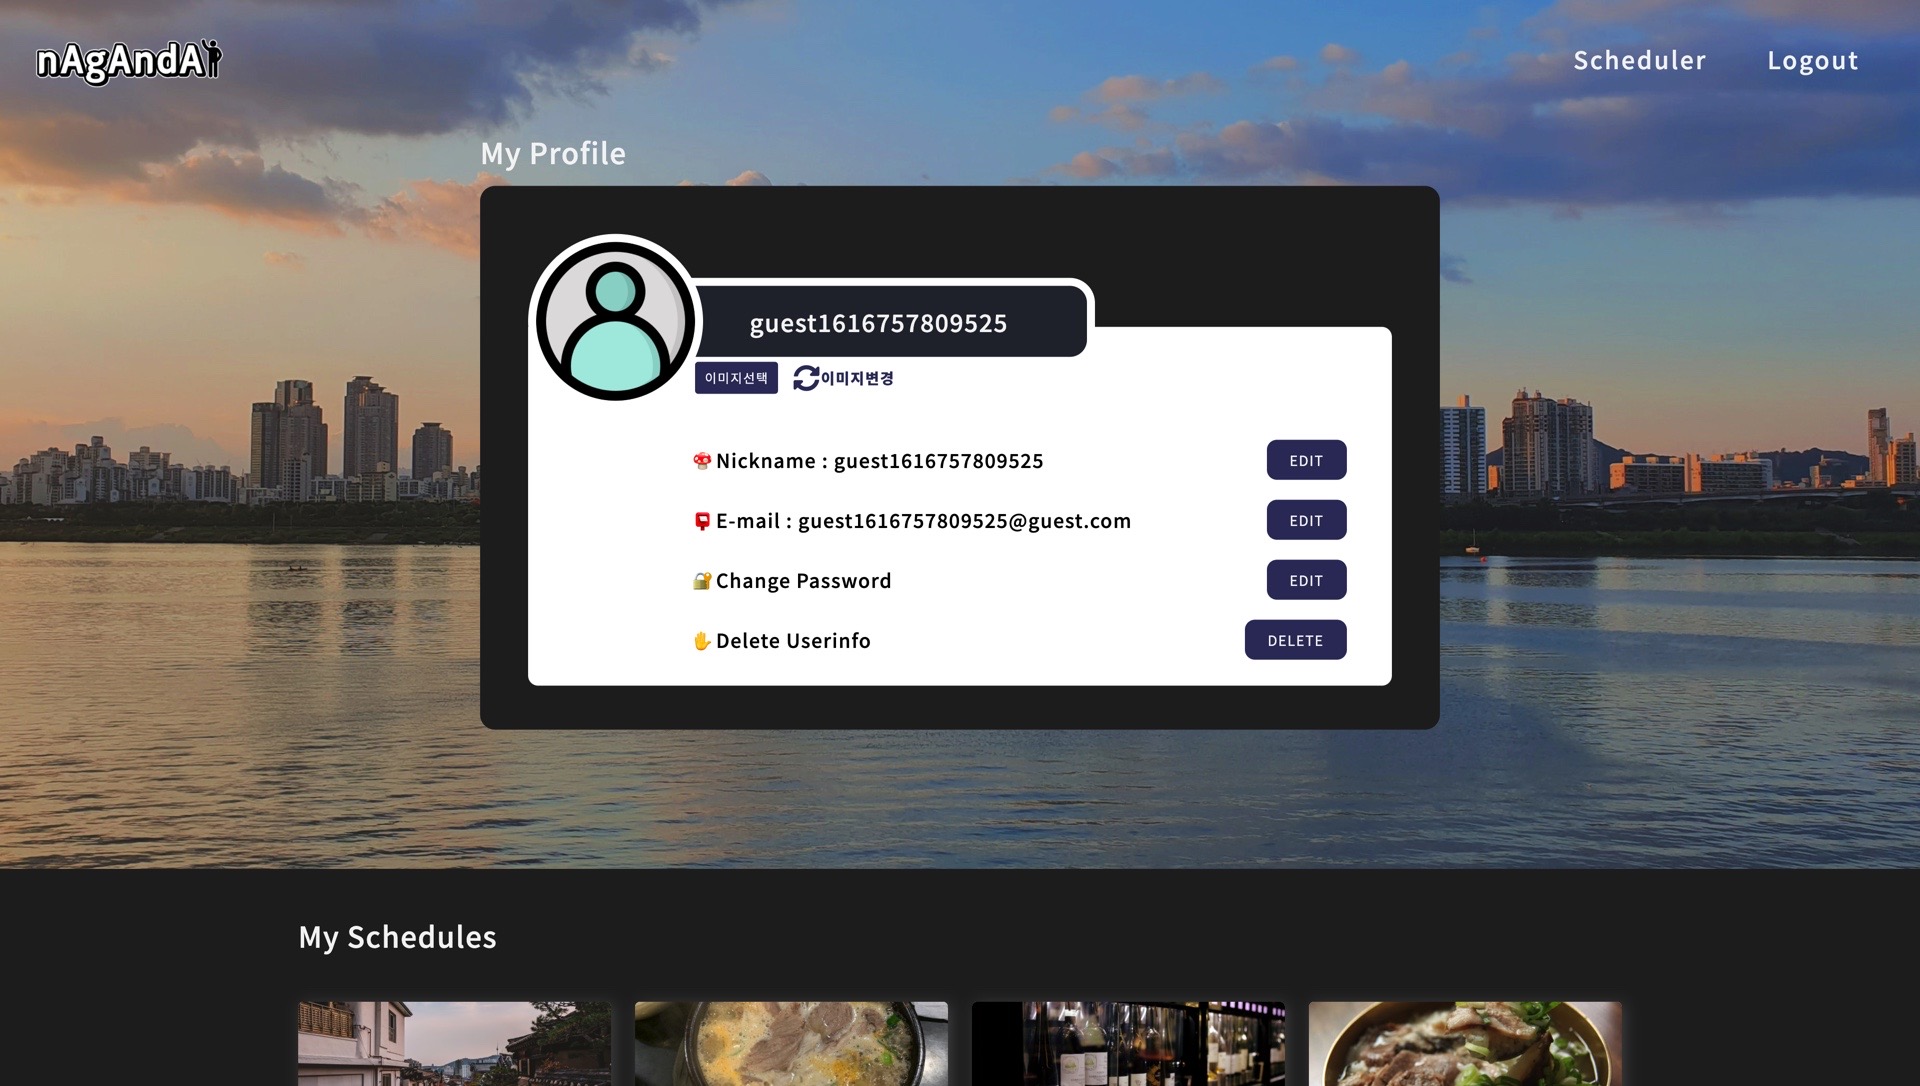 nAgAndA
Scheduler
Logout
My Profile
guest1616757809525
이미지선택
이미지변경
Nickname : guest1616757809525
EDIT
E-mail : guest1616757809525@guest.com
EDIT
Change Password
EDIT
Delete Userinfo
DELETE
My Schedules